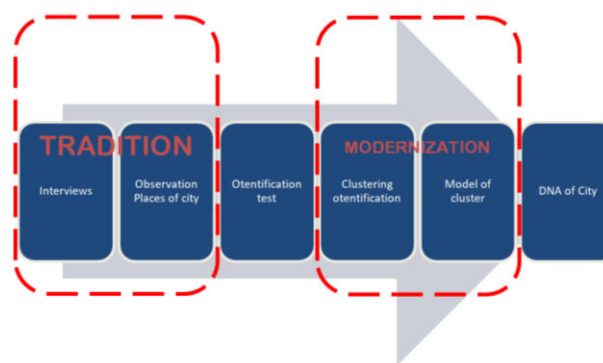 TRADITION
MODERNIZATION
Interviews
Observation
Places of city
Otentification
test
Clustering
otentification
Model of
cluster
DNA of City